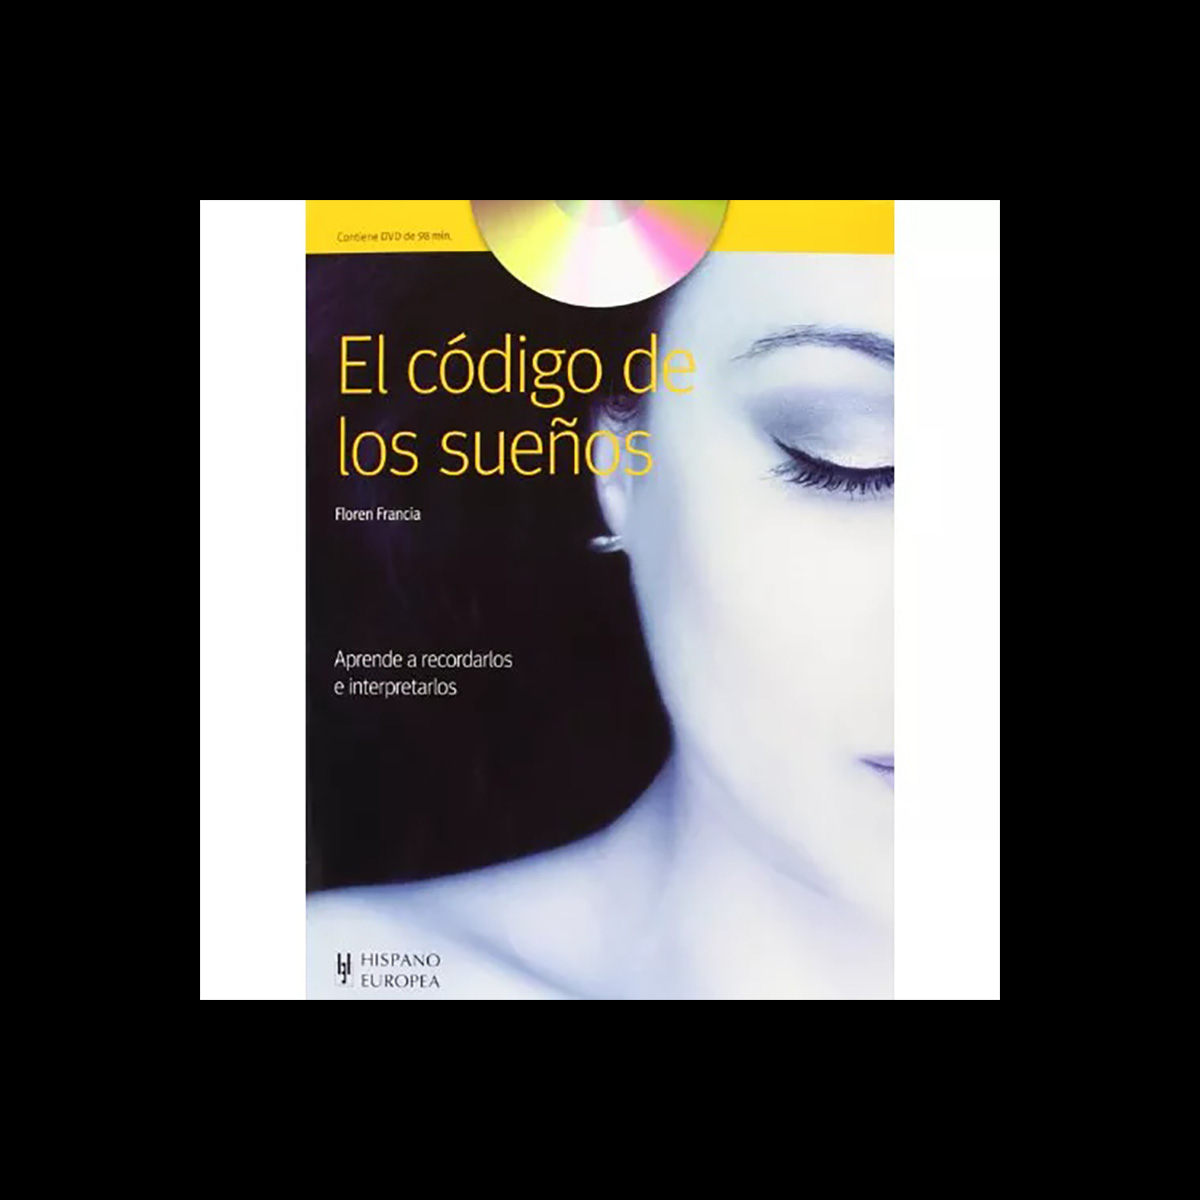 Contiene DVD de 98 min.
El código de
los sueños
Floren Francia
Aprende a recordarlos
e interpretarlos
HISPANO
EUROPEA